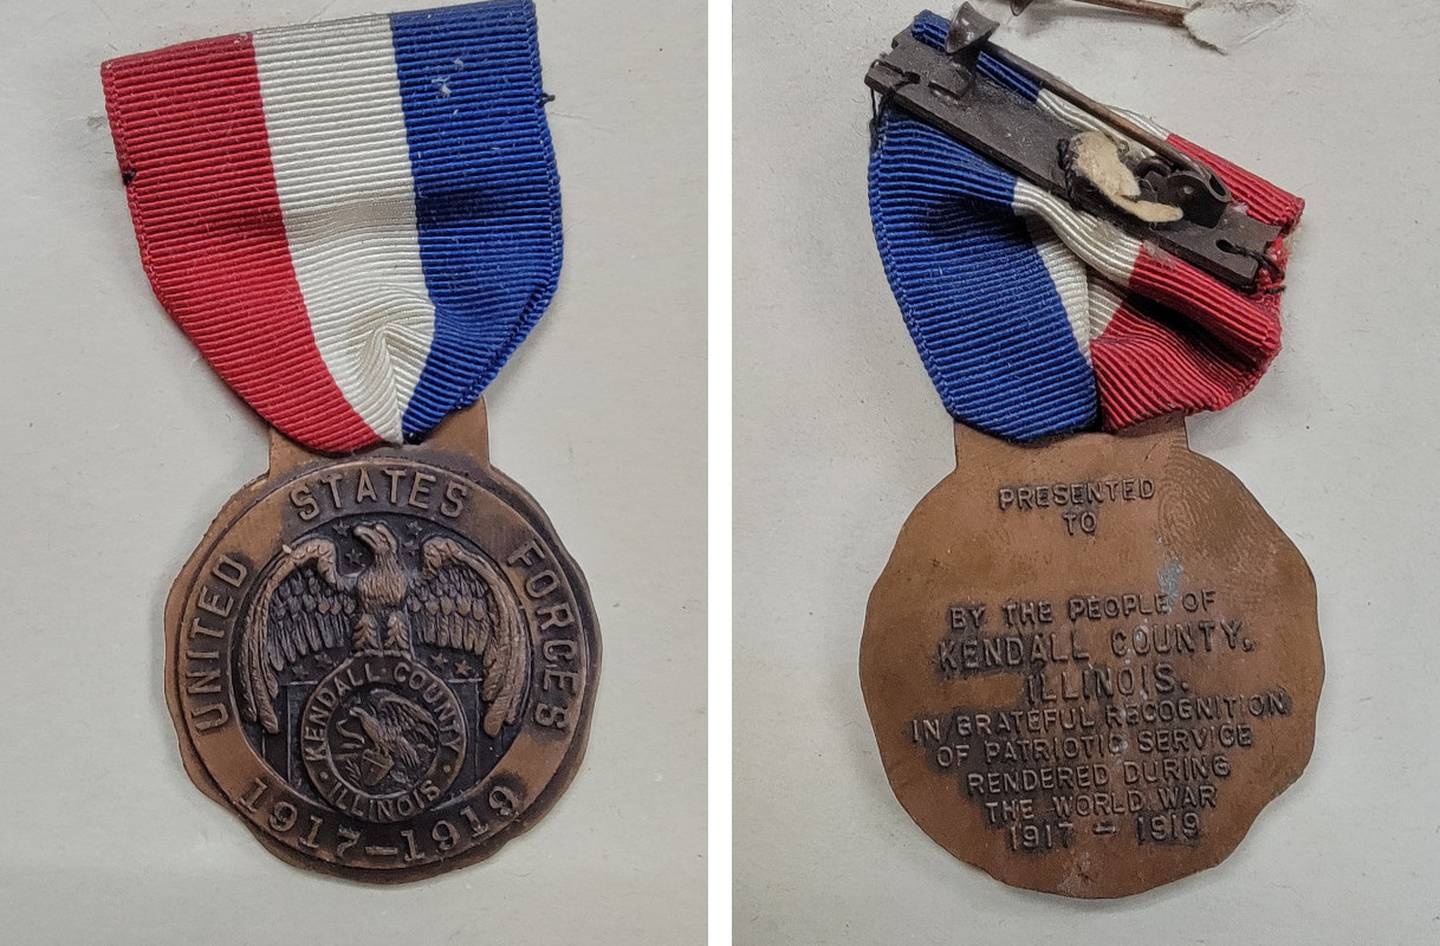 UNITED STATES FORCES
1917-1919
KENDALL COUNTY
• ILLINOIS •
PRESENTED
TO
BY THE PEOPLE OF
KENDALL COUNTY,
ILLINOIS.
IN GRATEFUL RECOGNITION
OF PATRIOTIC SERVICE
RENDERED DURING
THE WORLD WAR
1917 - 1919